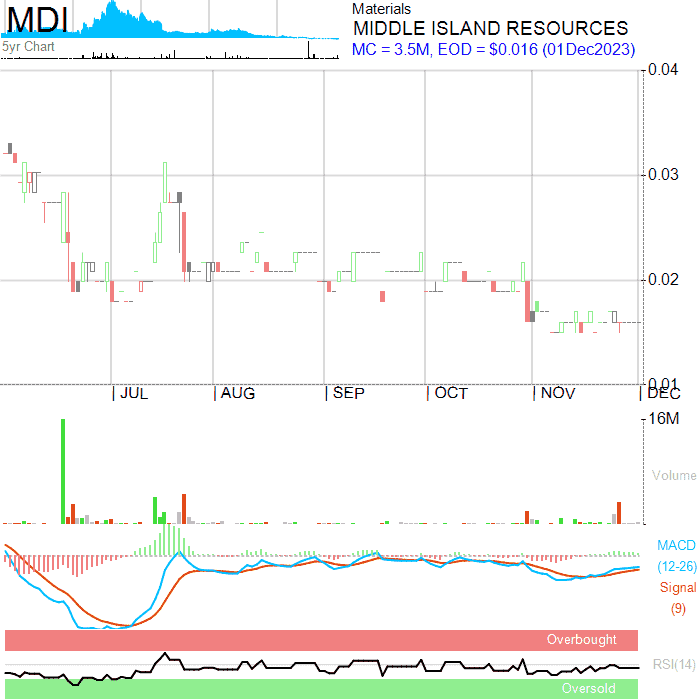 MDI
5yr Chart
Materials
MIDDLE ISLAND RESOURCES
MC = 3.5M, EOD = $0.016 (01Dec2023)
0.04
0.03
0.02
0.01
JUL AUG SEP OCT NOV DEC
16M
Volume
MACD
(12-26)
Signal
(9)
Overbought
RSI(14)
Oversold